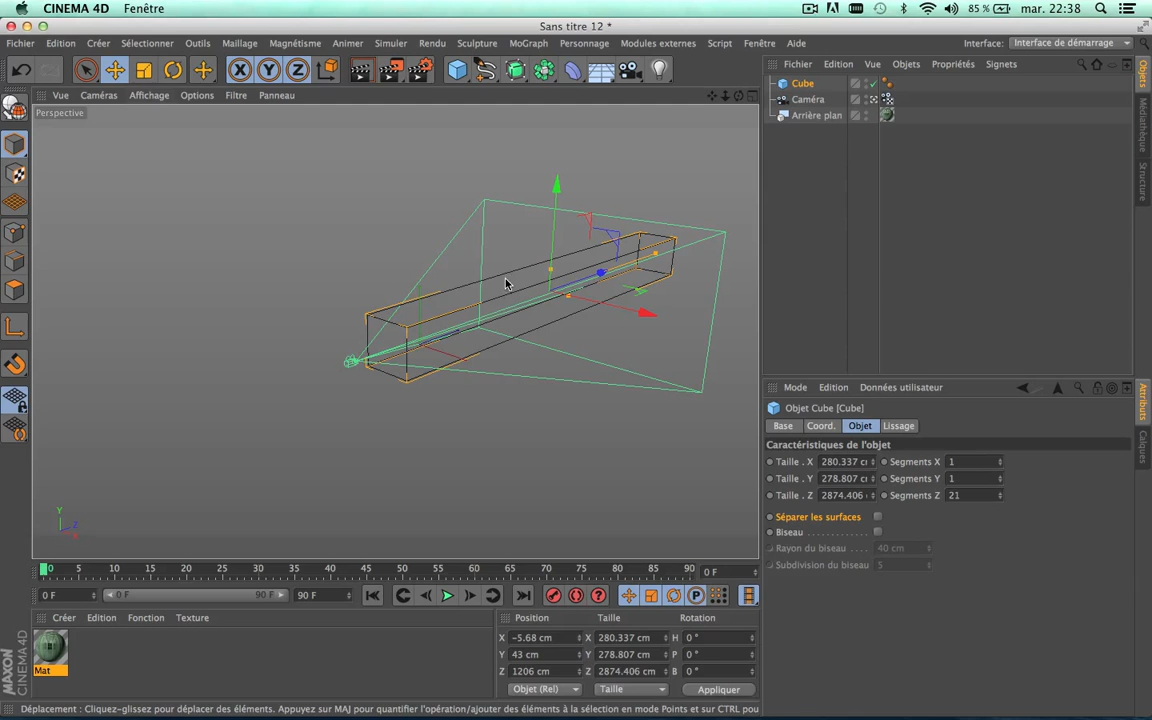 CINEMA 4D Fenêtre 85 % mar. 22:38
Sans titre 12 *
Fichier Edition Créer Sélectionner Outils Maillage Magnétisme Animer Simuler Rendu Sculpture MoGraph Personnage Modules externes Script Fenêtre Aide Interface: Interface de démarrage
X Y Z Fichier Edition Vue Objets Propriétés Signets
Vue Caméras Affichage Options Filtre Panneau
Perspective
Cube
Caméra
Arrière plan
Objets
Médiathèque
Structure
Y
Z
X
Mode Edition Données utilisateur
Objet Cube [Cube]
Base Coord. Objet Lissage
Caractéristiques de l'objet
Taille . X 280.337 Segments X 1
Taille . Y 278.807 Segments Y 1
Taille . Z 2874.406 Segments Z 21
Séparer les surfaces
Biseau
Rayon du biseau 40 cm
Subdivision du biseau 5
Attributs
Calques
0 5 10 15 20 25 30 35 40 45 50 55 60 65 70 75 80 85 90 0 F
0 F 0 F 90 F 90 F
P
Créer Edition Fonction Texture
Mat
Position Taille Rotation
X -5.68 cm X 280.337 cm H 0 °
Y 43 cm Y 278.807 cm P 0 °
Z 1206 cm Z 2874.406 cm B 0 °
Objet (Rel) Taille Appliquer
MAXON CINEMA 4D
Déplacement : Cliquez-glissez pour déplacer des éléments. Appuyez sur MAJ pour quantifier l'opération/ajouter des éléments à la sélection en mode Points et sur CTRL pou